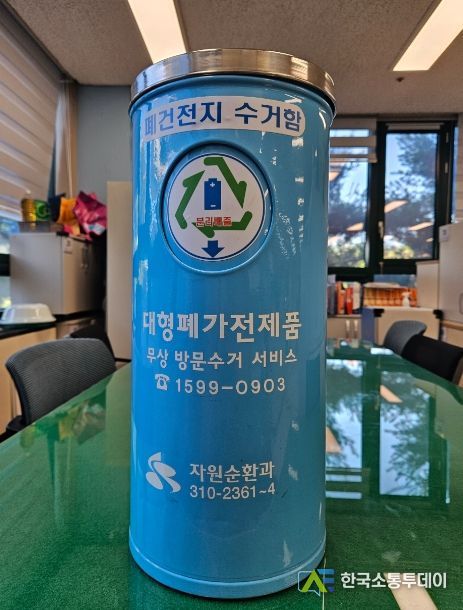 폐건전지 수거함
분리배출
대형폐가전제품
무상 방문수거 서비스
☎1599-0903
자원순환과
310-2361~4
한국소통투데이